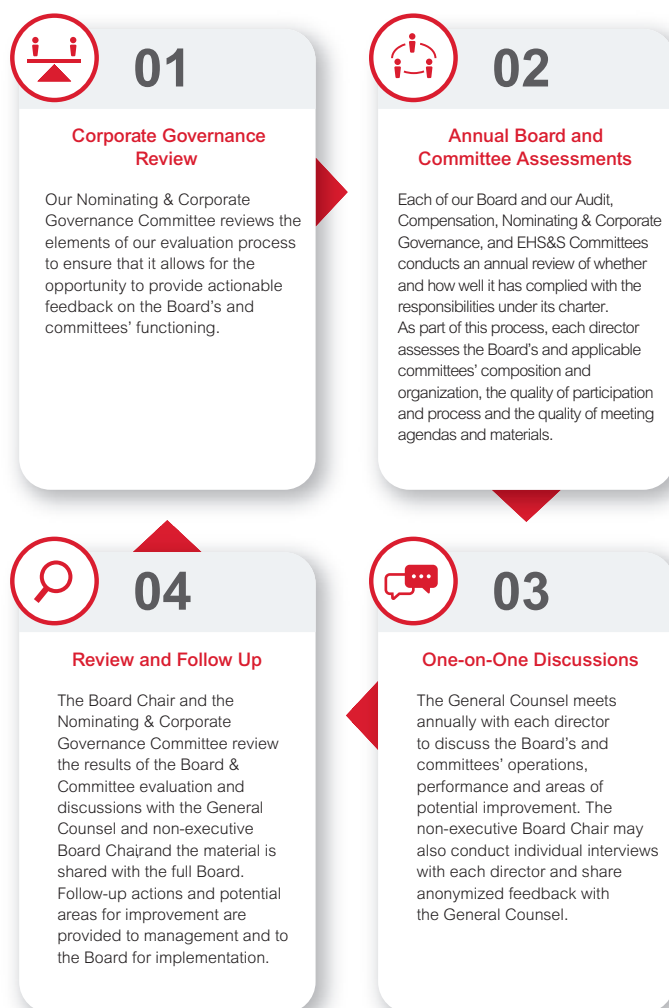 01
Corporate Governance
Review
Our Nominating & Corporate
Governance Committee reviews the
elements of our evaluation process
to ensure that it allows for the
opportunity to provide actionable
feedback on the Board’s and
committees’ functioning.
02
Annual Board and
Committee Assessments
Each of our Board and our Audit,
Compensation, Nominating & Corporate
Governance, and EHS&S Committees
conducts an annual review of whether
and how well it has complied with the
responsibilities under its charter.
As part of this process, each director
assesses the Board’s and applicable
committees’ composition and
organization, the quality of participation
and process and the quality of meeting
agendas and materials.
03
One-on-One Discussions
The General Counsel meets
annually with each director
to discuss the Board’s and
committees’ operations,
performance and areas of
potential improvement. The
non-executive Board Chair may
also conduct individual interviews
with each director and share
anonymized feedback with
the General Counsel.
04
Review and Follow Up
The Board Chair and the
Nominating & Corporate
Governance Committee review
the results of the Board &
Committee evaluation and
discussions with the General
Counsel and non-executive
Board Chair, and the material is
shared with the full Board.
Follow-up actions and potential
areas for improvement are
provided to management and to
the Board for implementation.